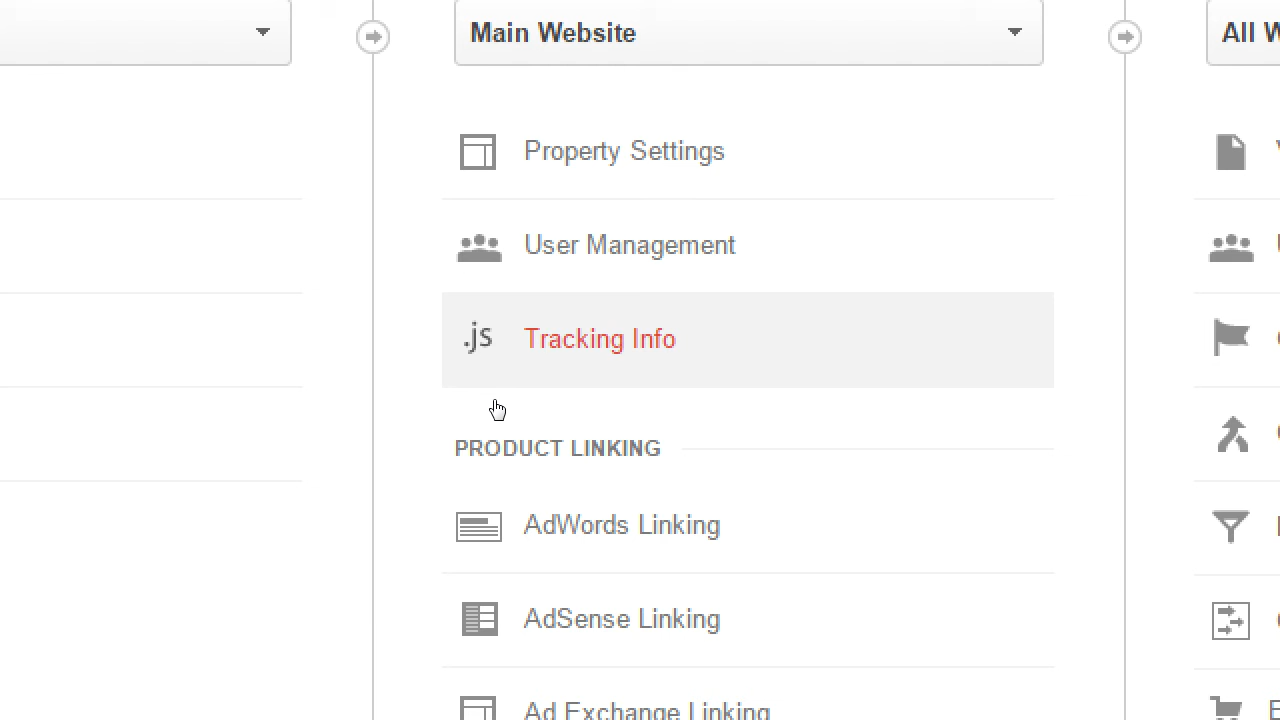 Main Website
All W
Property Settings
User Management
.js Tracking Info
PRODUCT LINKING
AdWords Linking
AdSense Linking
Ad Exchange Linking